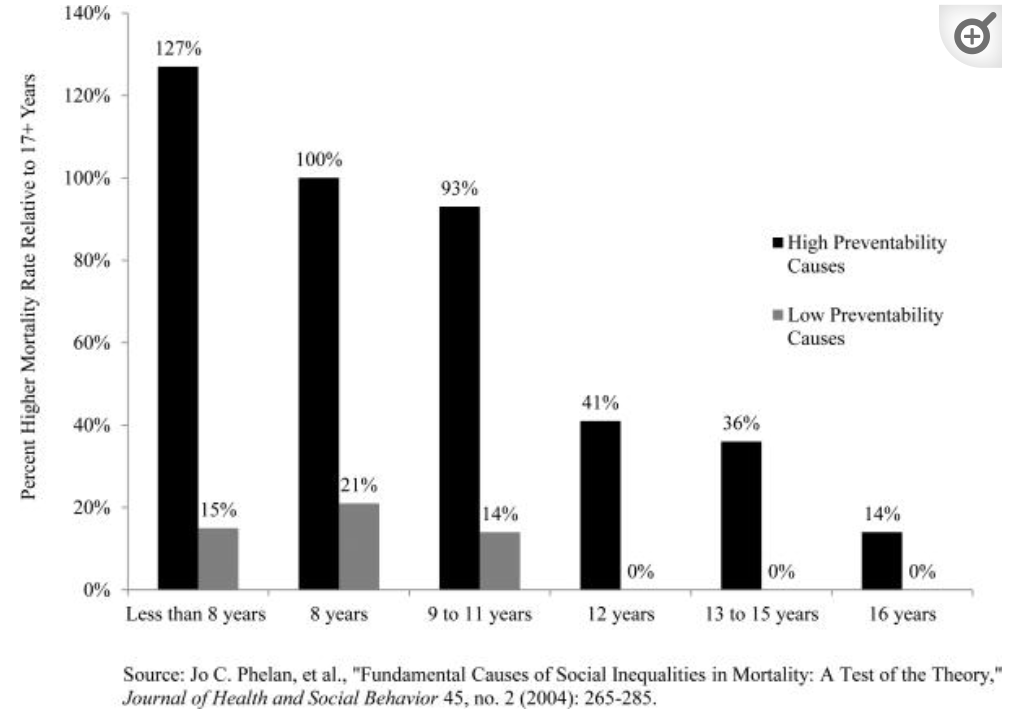 140%
127%
120%
100%
100%
93%
80%
60%
41%
40%
36%
21%
20%
15%
14%
14%
0%
0%
0%
0%
Percent Higher Mortality Rate Relative to 17+ Years
High Preventability
Causes
Low Preventability
Causes
Less than 8 years
8 years
9 to 11 years
12 years
13 to 15 years
16 years
Source: Jo C. Phelan, et al., "Fundamental Causes of Social Inequalities in Mortality: A Test of the Theory,"
Journal of Health and Social Behavior 45, no. 2 (2004): 265-285.